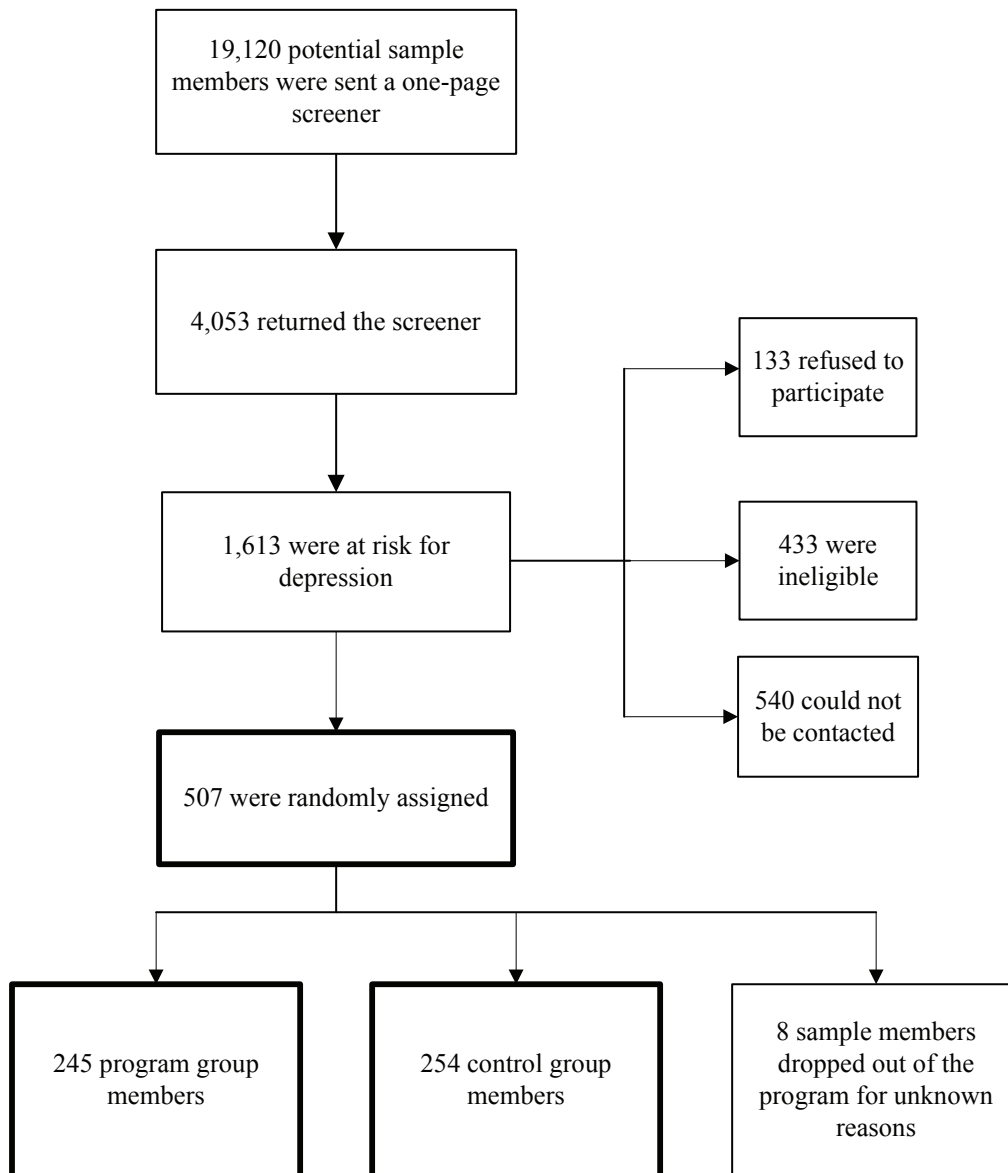 19,120 potential sample
members were sent a one-page
screener
4,053 returned the screener
133 refused to
participate
1,613 were at risk for
depression
433 were
ineligible
540 could not
be contacted
507 were randomly assigned
245 program group
members
254 control group
members
8 sample members
dropped out of the
program for unknown
reasons